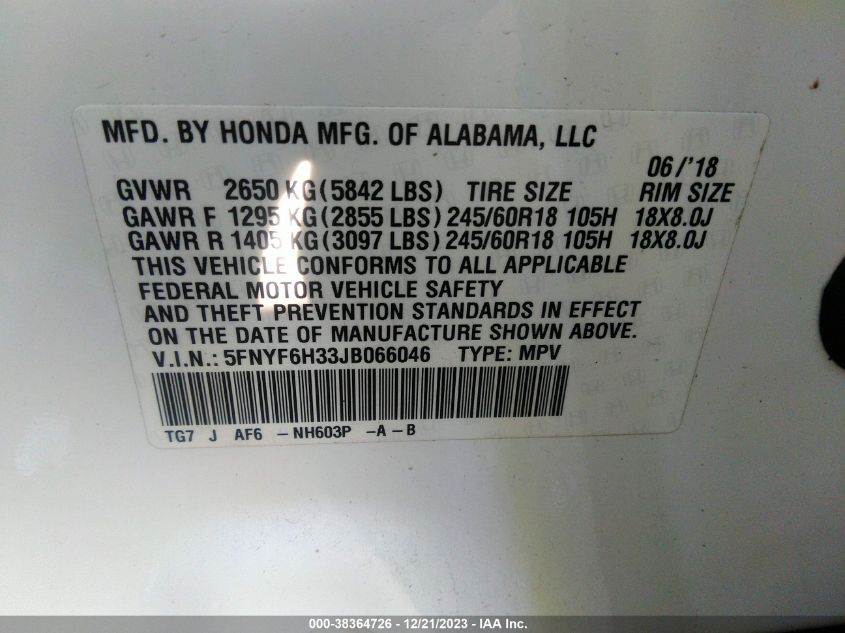 MFD. BY HONDA MFG. OF ALABAMA, LLC
06/'18
GVWR 2650 KG(5842 LBS) TIRE SIZE RIM SIZE
GAWR F 1295 KG(2855 LBS) 245/60R18 105H 18X8.0J
GAWR R 1405 KG(3097 LBS) 245/60R18 105H 18X8.0J
THIS VEHICLE CONFORMS TO ALL APPLICABLE
FEDERAL MOTOR VEHICLE SAFETY
AND THEFT PREVENTION STANDARDS IN EFFECT
ON THE DATE OF MANUFACTURE SHOWN ABOVE.
V.I.N.: 5FNYF6H33JB066046 TYPE: MPV
TG7 J AF6 -NH603P -A-B
000-38364726 - 12/21/2023 - IAA Inc.